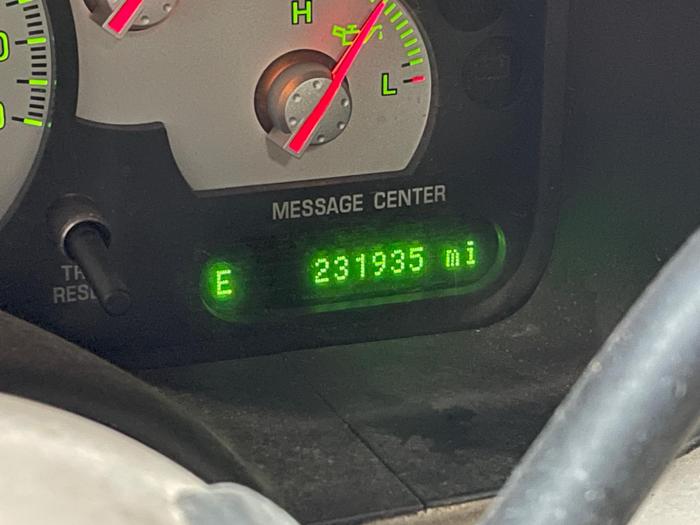 H
L
MESSAGE CENTER
E 231935 mi